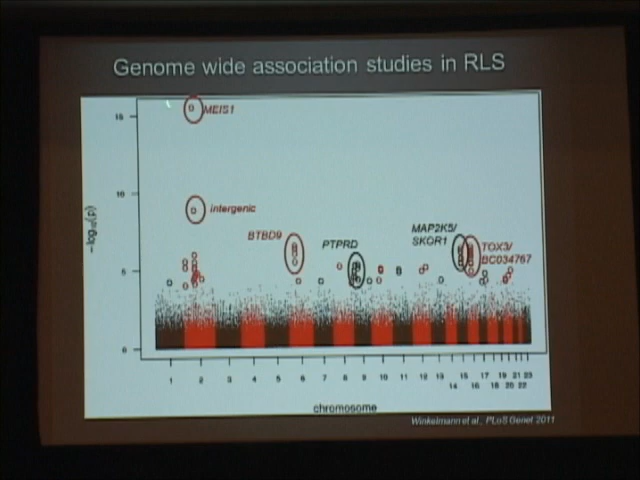 Genome wide association studies in RLS
15
MEIS1
10
intergenic
-log10(p)
BTBD9
PTPRD
MAP2K5/
SKOR1
TOX3/
BC034767
5
0
1 2 3 4 5 6 7 8 9 10 11 12 13 15 17 19 21 23
14 16 18 20 22
chromosome
Winkelmann et al., PLoS Genet 2011